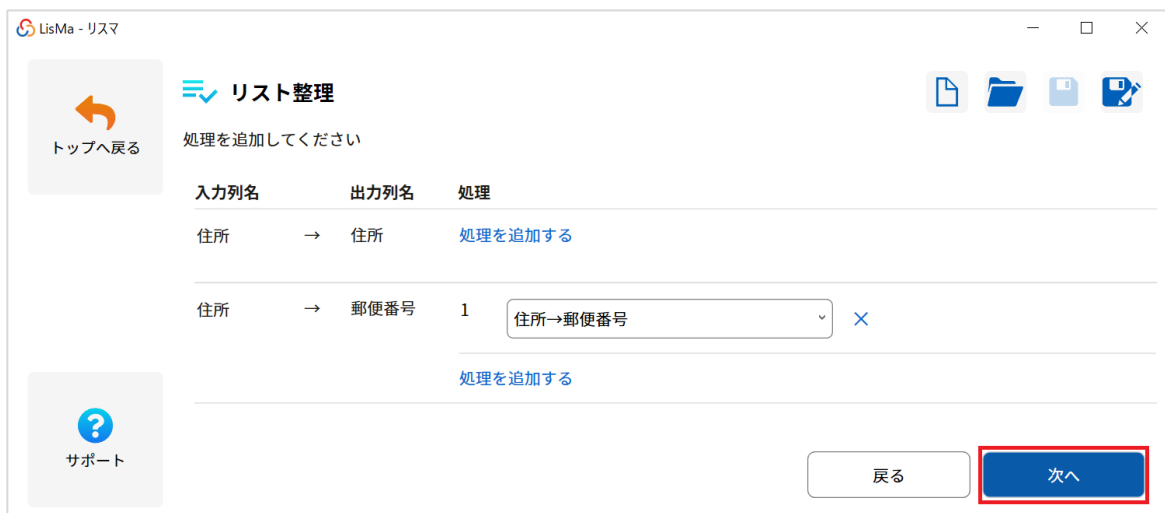 LisMa - リスマ
トップへ戻る
リスト整理
処理を追加してください
入力列名 出力列名 処理
住所 → 住所 処理を追加する
住所 → 郵便番号 1 住所→郵便番号
処理を追加する
サポート
戻る 次へ